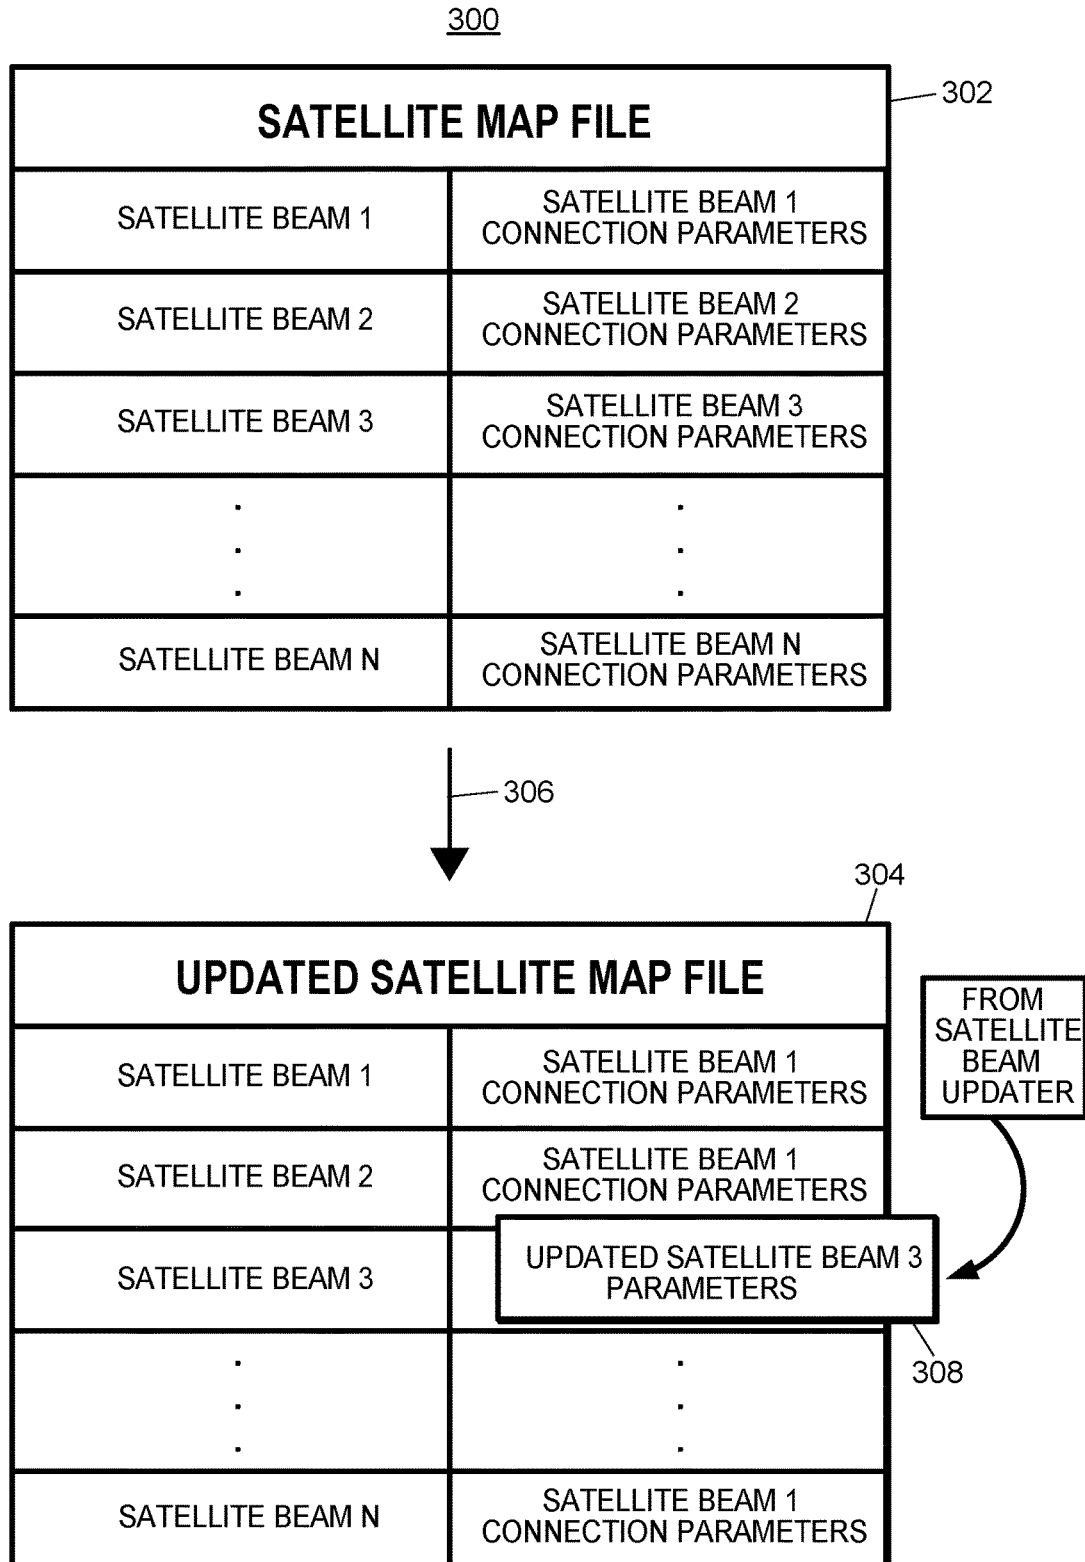 300
302
SATELLITE MAP FILE
SATELLITE BEAM 1
SATELLITE BEAM 1
CONNECTION PARAMETERS
SATELLITE BEAM 2
SATELLITE BEAM 2
CONNECTION PARAMETERS
SATELLITE BEAM 3
SATELLITE BEAM 3
CONNECTION PARAMETERS
.
.
.
.
.
.
SATELLITE BEAM N
SATELLITE BEAM N
CONNECTION PARAMETERS
306
304
UPDATED SATELLITE MAP FILE
FROM
SATELLITE
BEAM
UPDATER
SATELLITE BEAM 1
SATELLITE BEAM 1
CONNECTION PARAMETERS
SATELLITE BEAM 2
SATELLITE BEAM 1
CONNECTION PARAMETERS
SATELLITE BEAM 3
UPDATED SATELLITE BEAM 3
PARAMETERS
308
.
.
.
.
.
.
SATELLITE BEAM N
SATELLITE BEAM 1
CONNECTION PARAMETERS